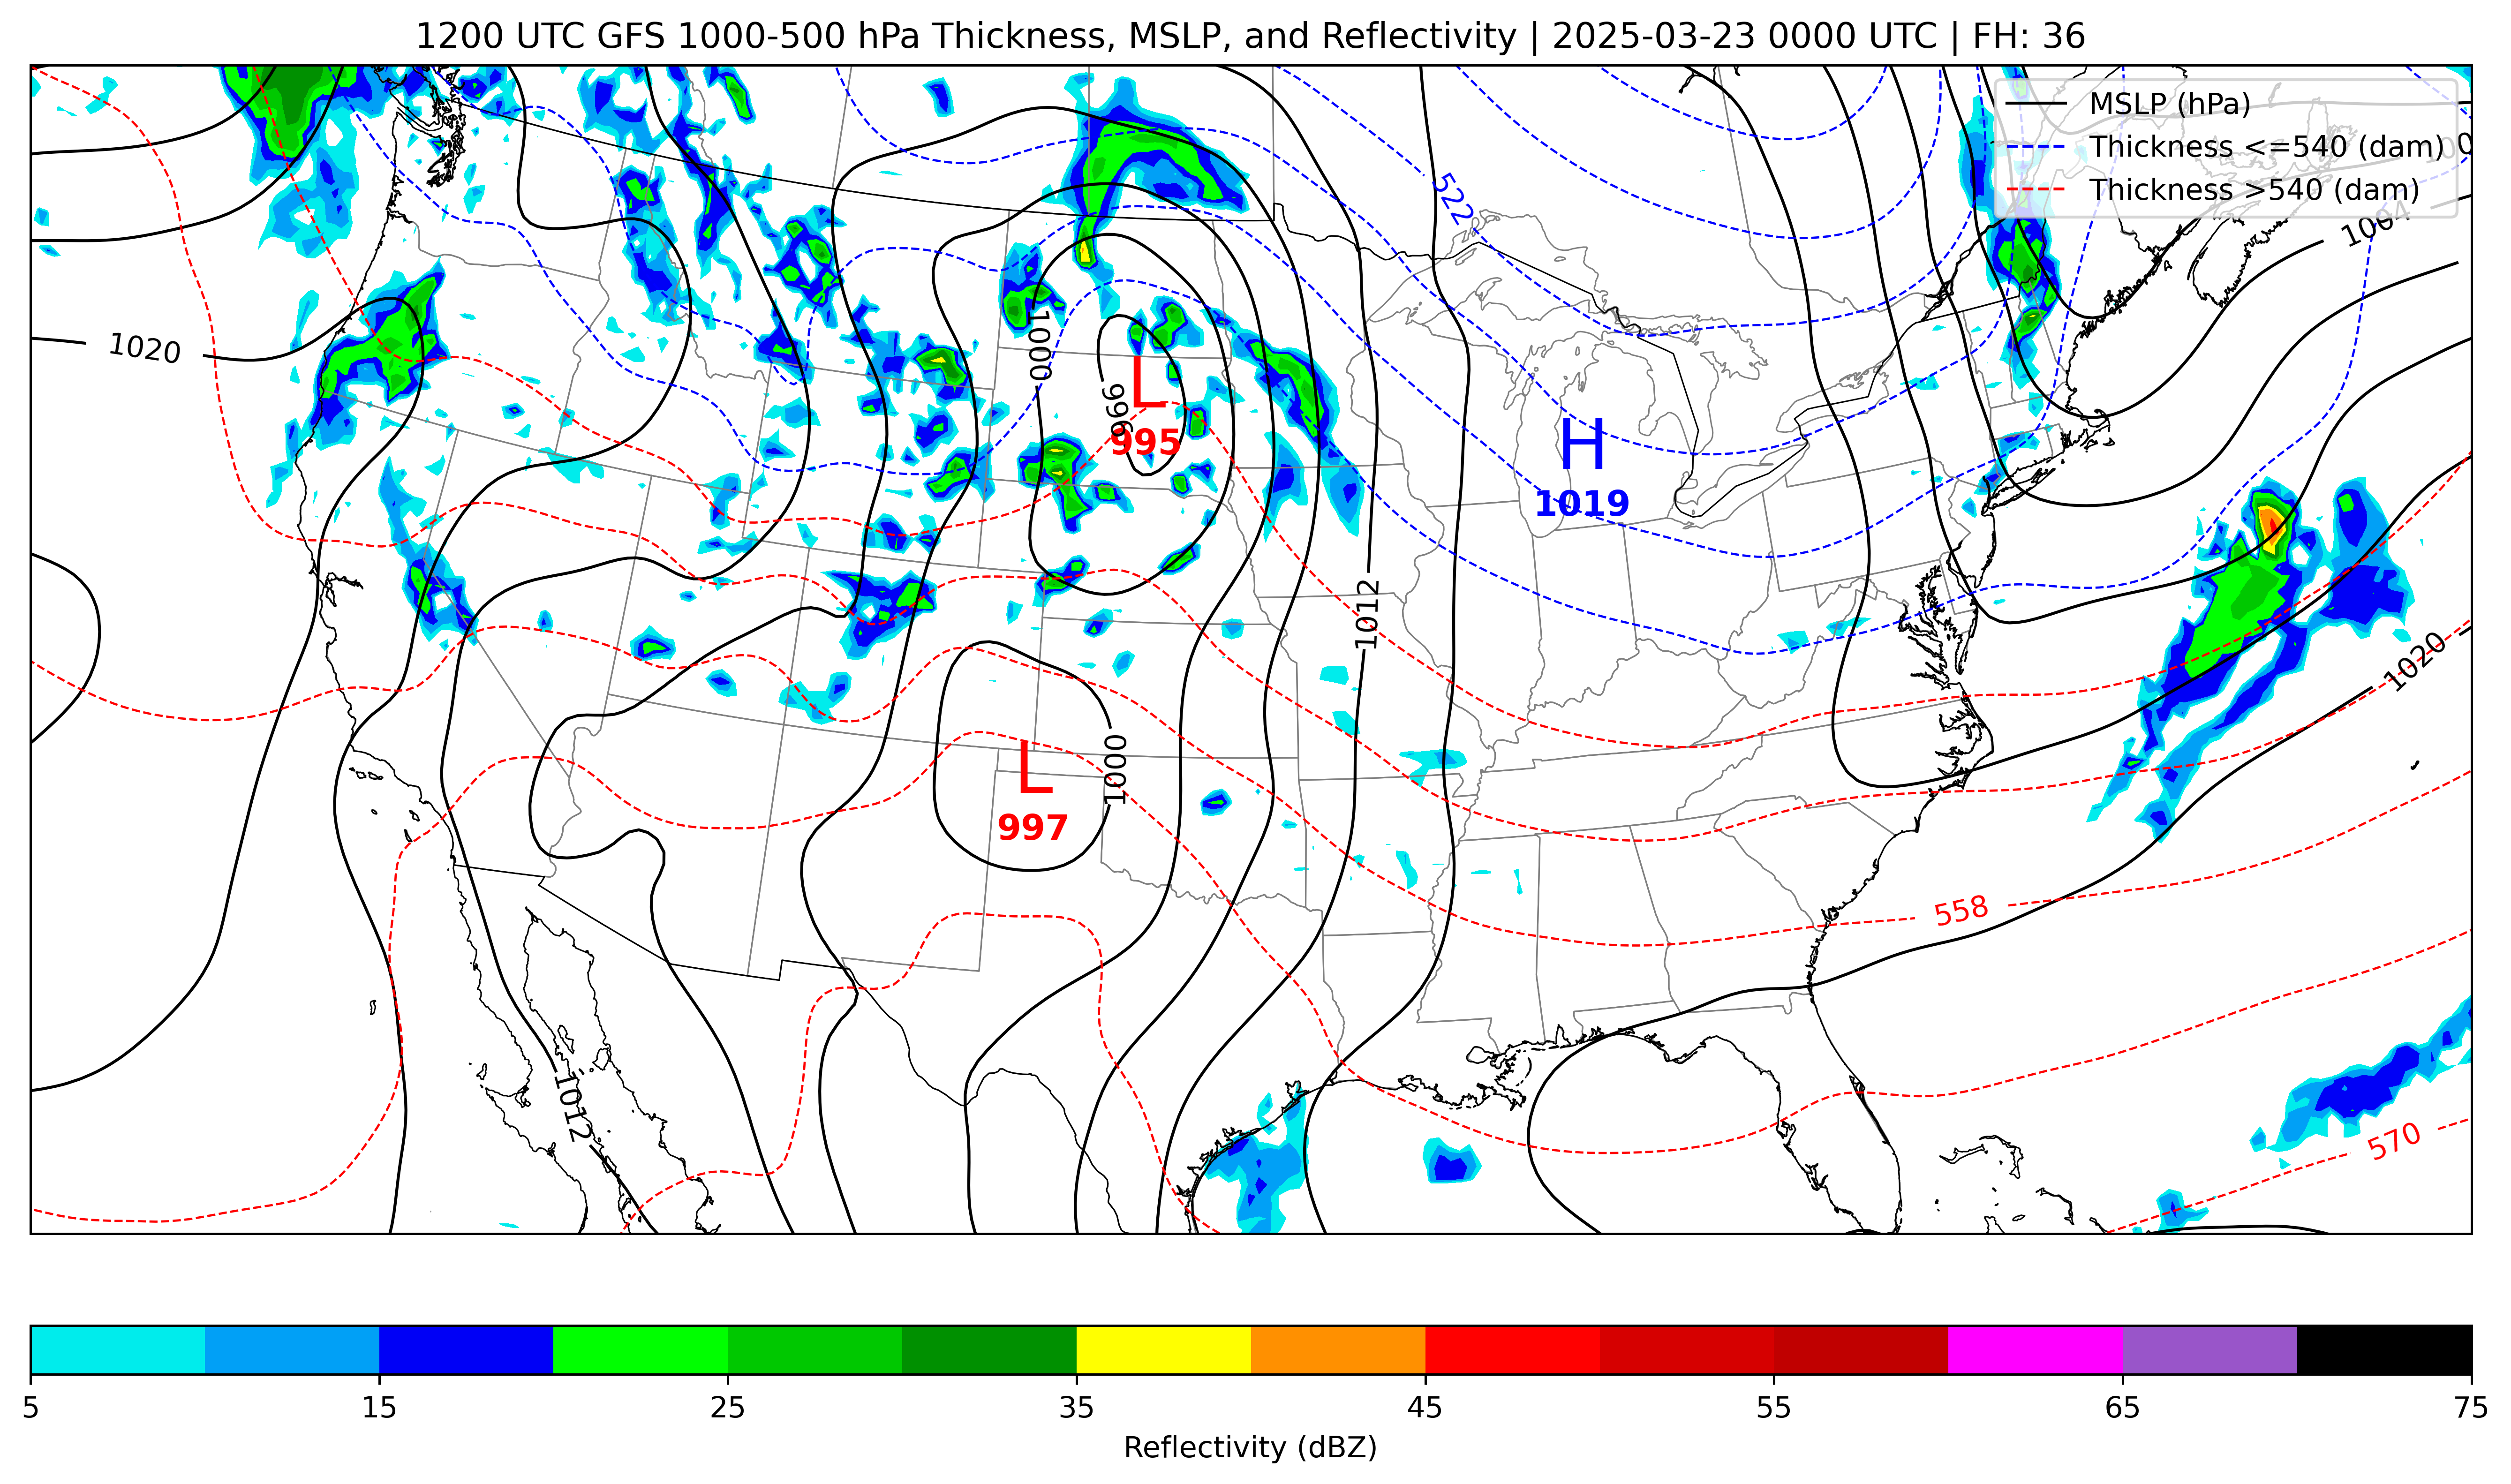 1200 UTC GFS 1000-500 hPa Thickness, MSLP, and Reflectivity | 2025-03-23 0000 UTC | FH: 36
MSLP (hPa)
Thickness <=540 (dam)
Thickness >540 (dam)
522
1004
1020
1000
996
L
995
H
1019
1012
1020
L
997
1000
558
1012
570
5 15 25 35 45 55 65 75
Reflectivity (dBZ)